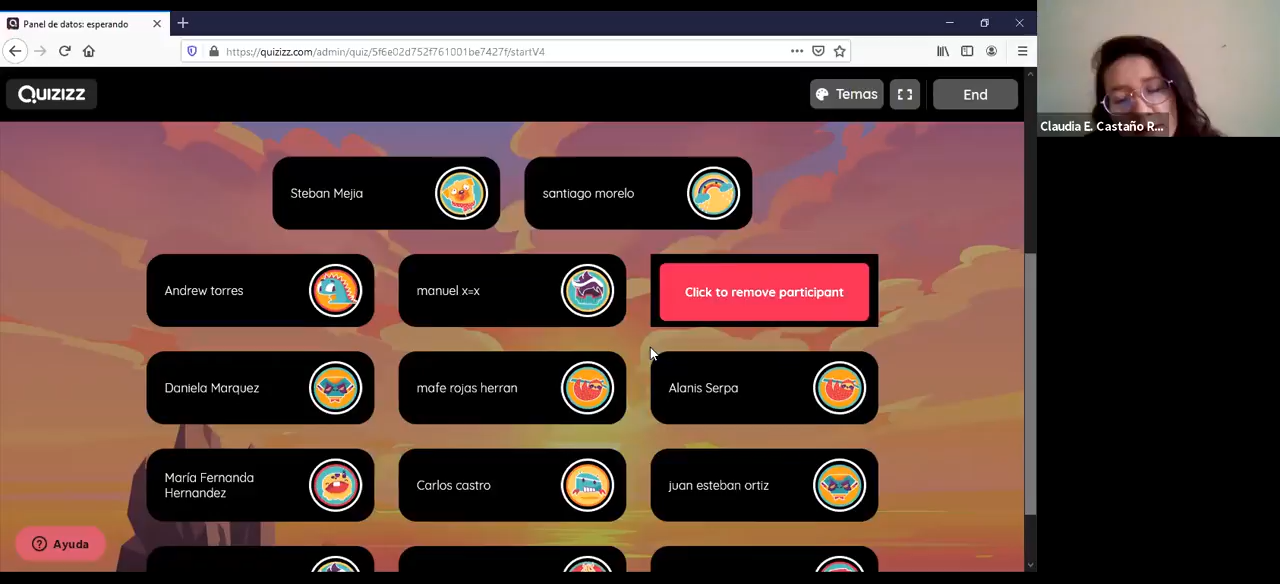 Panel de datos: esperando
https://quizizz.com/admin/quiz/5f6e02d752f761001be7427f/startV4
QUIZIZZ
Temas
End
Claudia E. Castaño R...
Steban Mejia
santiago morelo
Andrew torres
manuel x=x
Click to remove participant
Daniela Marquez
mafe rojas herran
Alanis Serpa
María Fernanda
Hernandez
Carlos castro
juan esteban ortiz
Ayuda